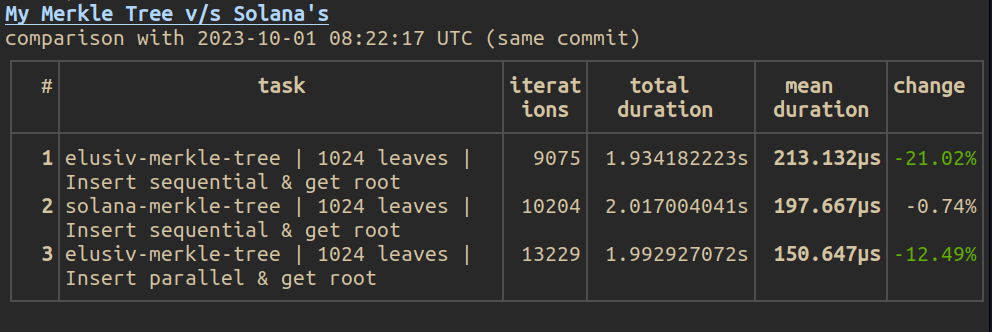 My Merkle Tree v/s Solana's
comparison with 2023-10-01 08:22:17 UTC (same commit)
# task iterat total mean change
ions duration duration
1 elusiv-merkle-tree | 1024 leaves | 9075 1.934182223s 213.132µs -21.02%
Insert sequential & get root
2 solana-merkle-tree | 1024 leaves | 10204 2.017004041s 197.667µs -0.74%
Insert sequential & get root
3 elusiv-merkle-tree | 1024 leaves | 13229 1.992927072s 150.647µs -12.49%
Insert parallel & get root